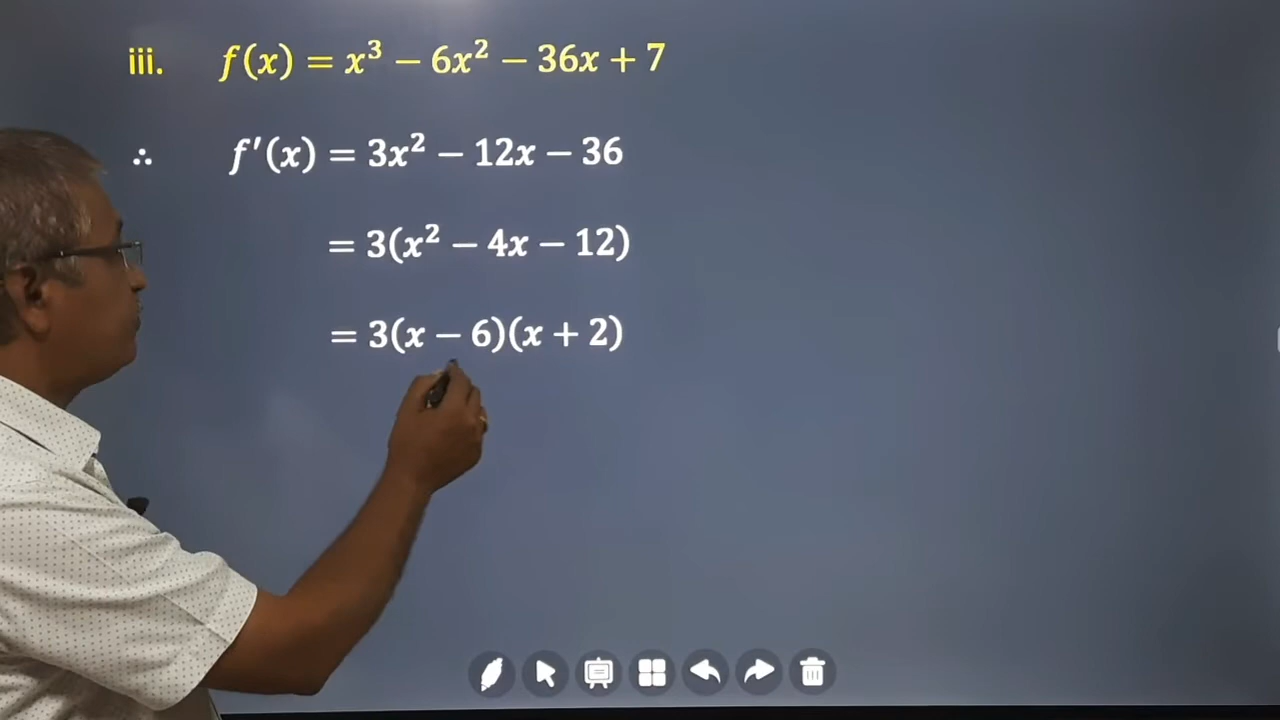 iii. f(x) = x³ − 6x² − 36x + 7
∴ f'(x) = 3x² − 12x − 36
= 3(x² − 4x − 12)
= 3(x − 6)(x + 2)